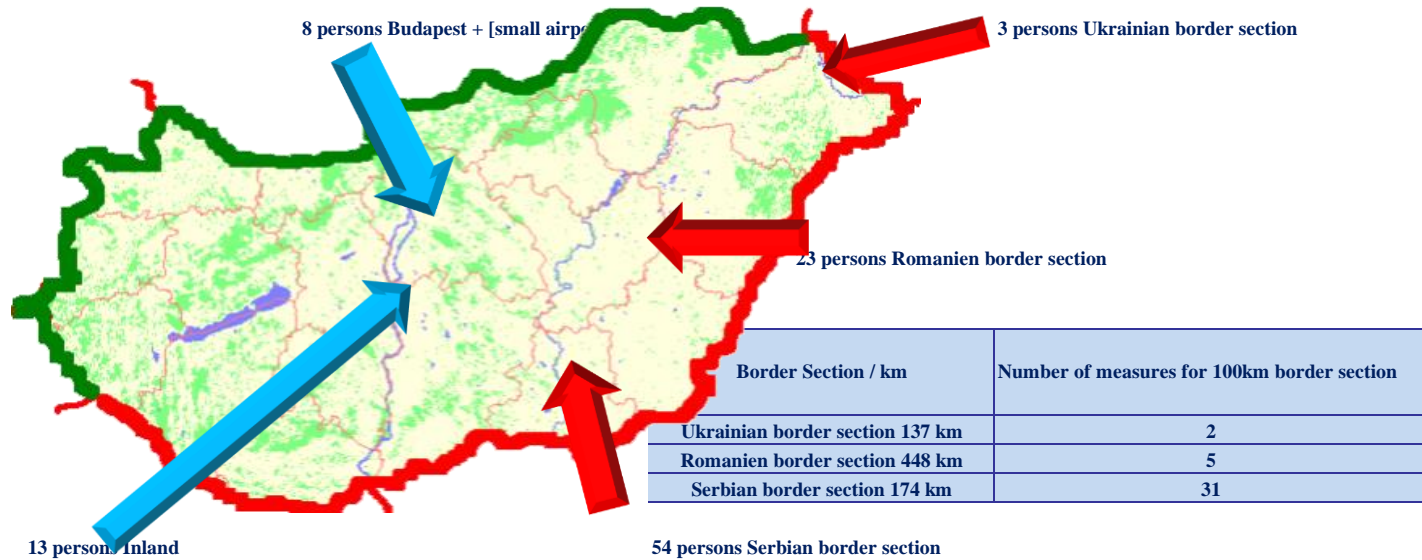 8 persons Budapest + [small airp
3 persons Ukrainian border section
23 persons Romanien border section
Border Section / km Number of measures for 100km border section
Ukrainian border section 137 km 2
Romanien border section 448 km 5
Serbian border section 174 km 31
13 persons Inland
54 persons Serbian border section